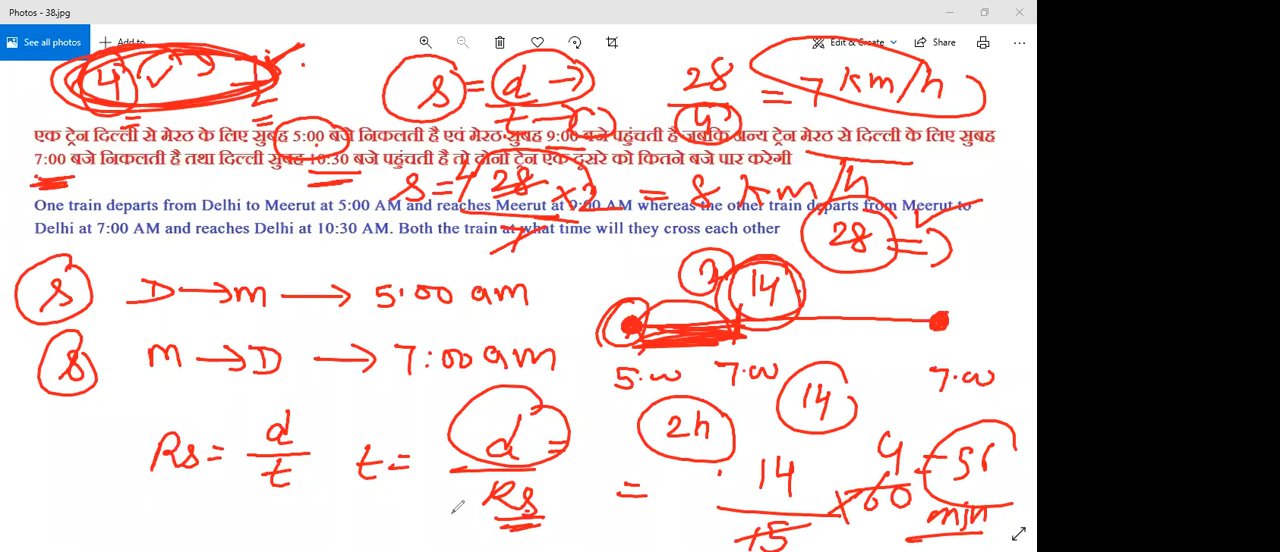 Photos - 38.jpg
See all photos + Add to Edit & Create Share
4 s = d / t 28 / 4 = 7 km/h
एक ट्रेन दिल्ली से मेरठ के लिए सुबह 5:00 बजे निकलती है एवं मेरठ सुबह 9:00 बजे पहुंचती है जबकि अन्य ट्रेन मेरठ से दिल्ली के लिए सुबह
7:00 बजे निकलती है तथा दिल्ली सुबह 10:30 बजे पहुंचती है तो दोनो ट्रेन एक दूसरे को कितने बजे पार करेगी
s = 28 / 7 × 2 = 8 km/h
4
One train departs from Delhi to Meerut at 5:00 AM and reaches Meerut at 9:00 AM whereas the other train departs from Meerut to
Delhi at 7:00 AM and reaches Delhi at 10:30 AM. Both the train at what time will they cross each other
28
s D → m → 5.00 am
14
s m → D → 7:00 am
5.00 7.00 7.00
2h 14
Rs = d / t t = d / Rs = 14 / 15 × 60 = 56 min
4